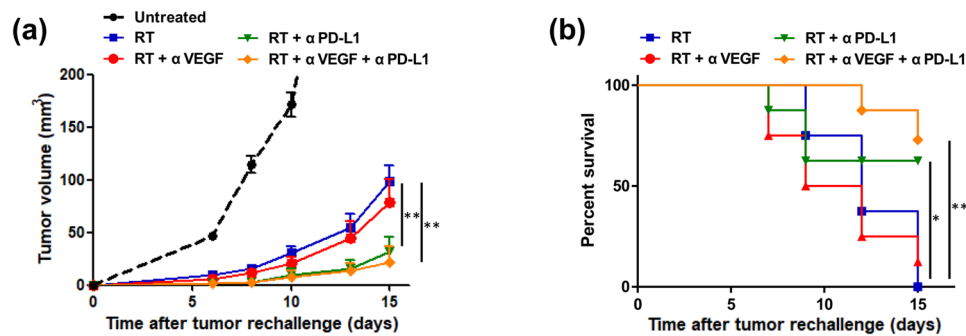 (a)
Untreated
RT
RT + α PD-L1
RT + α VEGF
RT + α VEGF + α PD-L1
Tumor volume (mm³)
200
150
100
50
0
0
5
10
15
**
**
Time after tumor rechallenge (days)
(b)
RT
RT + α PD-L1
RT + α VEGF
RT + α VEGF + α PD-L1
Percent survival
100
50
0
0
5
10
15
*
**
Time after tumor rechallenge (days)